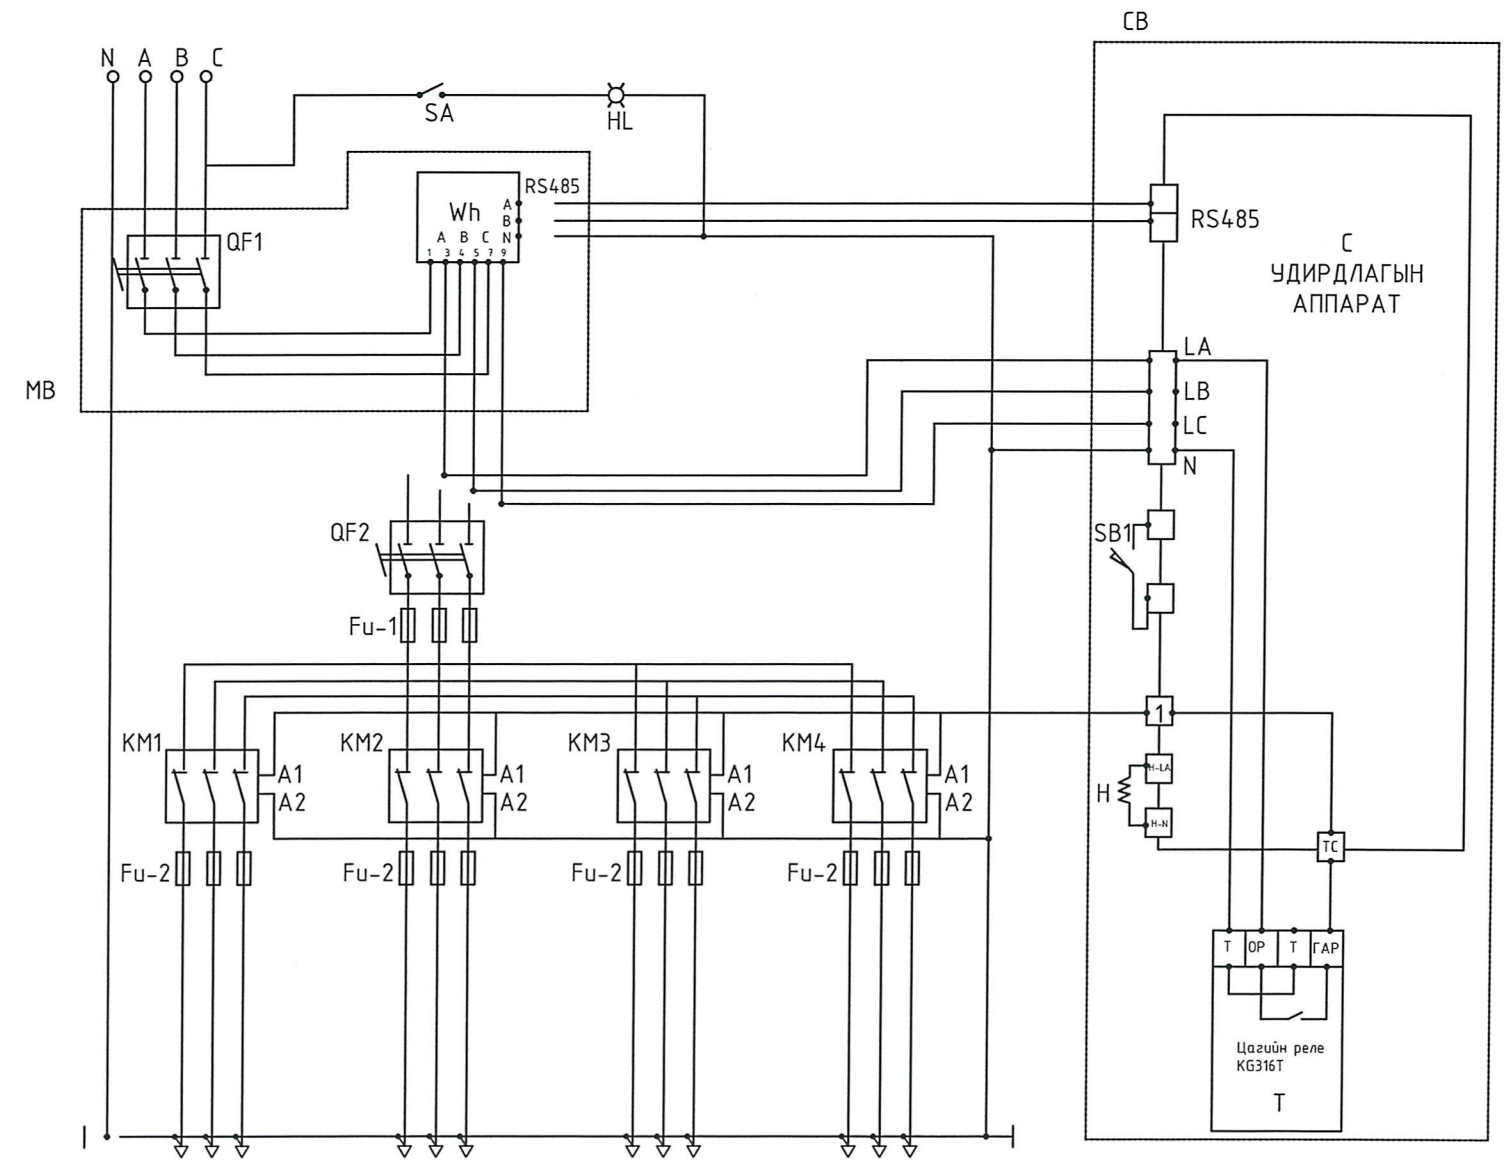 CB
N A B C
SA
HL
RS485
Wh
A
B
N
A B C
1 3 4 5 7 9
QF1
RS485
С
УДИРДЛАГЫН
АППАРАТ
MB
LA
LB
LC
N
QF2
SB1
Fu-1
1
KM1
KM2
KM3
KM4
A1
A1
A1
A1
A2
A2
A2
A2
H-LA
H
H-N
TC
Fu-2
Fu-2
Fu-2
Fu-2
Т ОР Т ГАР
Цагийн реле
KG316T
T